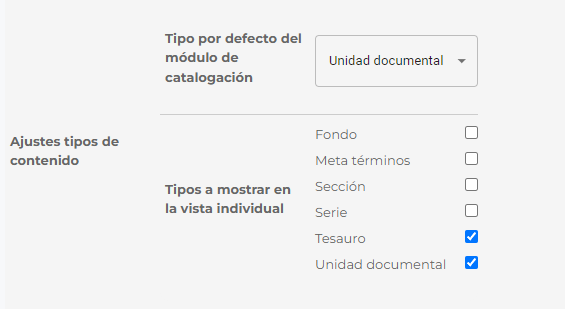 Tipo por defecto del
módulo de
catalogación
Unidad documental
Ajustes tipos de
contenido
Tipos a mostrar en
la vista individual
Fondo
Meta términos
Sección
Serie
Tesauro
Unidad documental